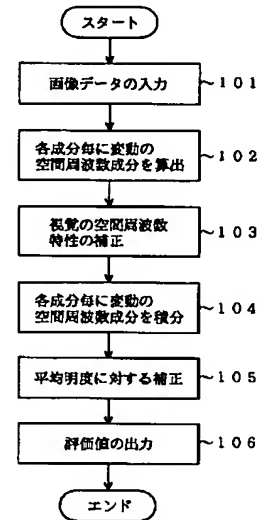 スタート
画像データの入力
~101
各成分毎に変動の
空間周波数成分を算出
~102
視覚の空間周波数
特性の補正
~103
各成分毎に変動の
空間周波数成分を積分
~104
平均明度に対する補正
~105
評価値の出力
~106
エンド